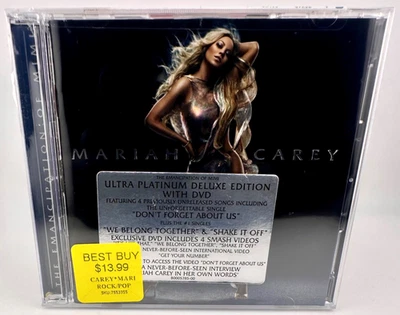 THE EMANCIPATION OF MIMI
MARIAH CAREY
THE EMANCIPATION OF MIMI
ULTRA PLATINUM DELUXE EDITION
WITH DVD
FEATURING 4 PREVIOUSLY UNRELEASED SONGS INCLUDING
THE UNFORGETTABLE SINGLE
"DON'T FORGET ABOUT US"
PLUS THE #1 SINGLES
"WE BELONG TOGETHER" & "SHAKE IT OFF"
EXCLUSIVE DVD INCLUDES 4 SMASH VIDEOS
THAT", "WE BELONG TOGETHER", "SHAKE IT OFF"
NEVER-BEFORE-SEEN INTERNATIONAL VIDEO
"GET YOUR NUMBER"
TO ACCESS THE VIDEO "DON'T FORGET ABOUT US"
A NEVER-BEFORE-SEEN INTERVIEW
CAREY IN HER OWN WORDS'
BEST BUY
$13.99
CAREY*MARI
ROCK/POP